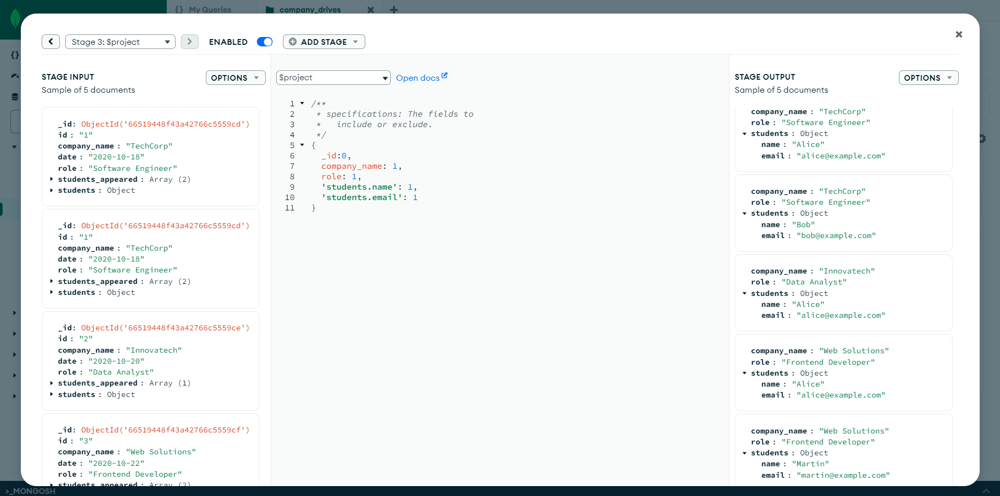 {} My Queries
company_drives
Stage 3: $project
ENABLED
ADD STAGE
STAGE INPUT
OPTIONS
Sample of 5 documents
_id: ObjectId('66519448f43a42766c5559cd')
id : "1"
company_name : "TechCorp"
date : "2020-10-18"
role : "Software Engineer"
students_appeared : Array (2)
students : Object
_id: ObjectId('66519448f43a42766c5559cd')
id : "1"
company_name : "TechCorp"
date : "2020-10-18"
role : "Software Engineer"
students_appeared : Array (2)
students : Object
_id: ObjectId('66519448f43a42766c5559ce')
id : "2"
company_name : "Innovatech"
date : "2020-10-20"
role : "Data Analyst"
students_appeared : Array (1)
students : Object
_id: ObjectId('66519448f43a42766c5559cf')
id : "3"
company_name : "Web Solutions"
date : "2020-10-22"
role : "Frontend Developer"
students_appeared : Array (2)
$project
Open docs
1 /**
2  * specifications: The fields to
3  *   include or exclude.
4  */
5 {
6   _id:0,
7   company_name: 1,
8   role: 1,
9   'students.name': 1,
10   'students.email': 1
11 }
STAGE OUTPUT
OPTIONS
Sample of 5 documents
company_name : "TechCorp"
role : "Software Engineer"
students : Object
name : "Alice"
email : "alice@example.com"
company_name : "TechCorp"
role : "Software Engineer"
students : Object
name : "Bob"
email : "bob@example.com"
company_name : "Innovatech"
role : "Data Analyst"
students : Object
name : "Alice"
email : "alice@example.com"
company_name : "Web Solutions"
role : "Frontend Developer"
students : Object
name : "Alice"
email : "alice@example.com"
company_name : "Web Solutions"
role : "Frontend Developer"
students : Object
name : "Martin"
email : "martin@example.com"
>_MONGOSH